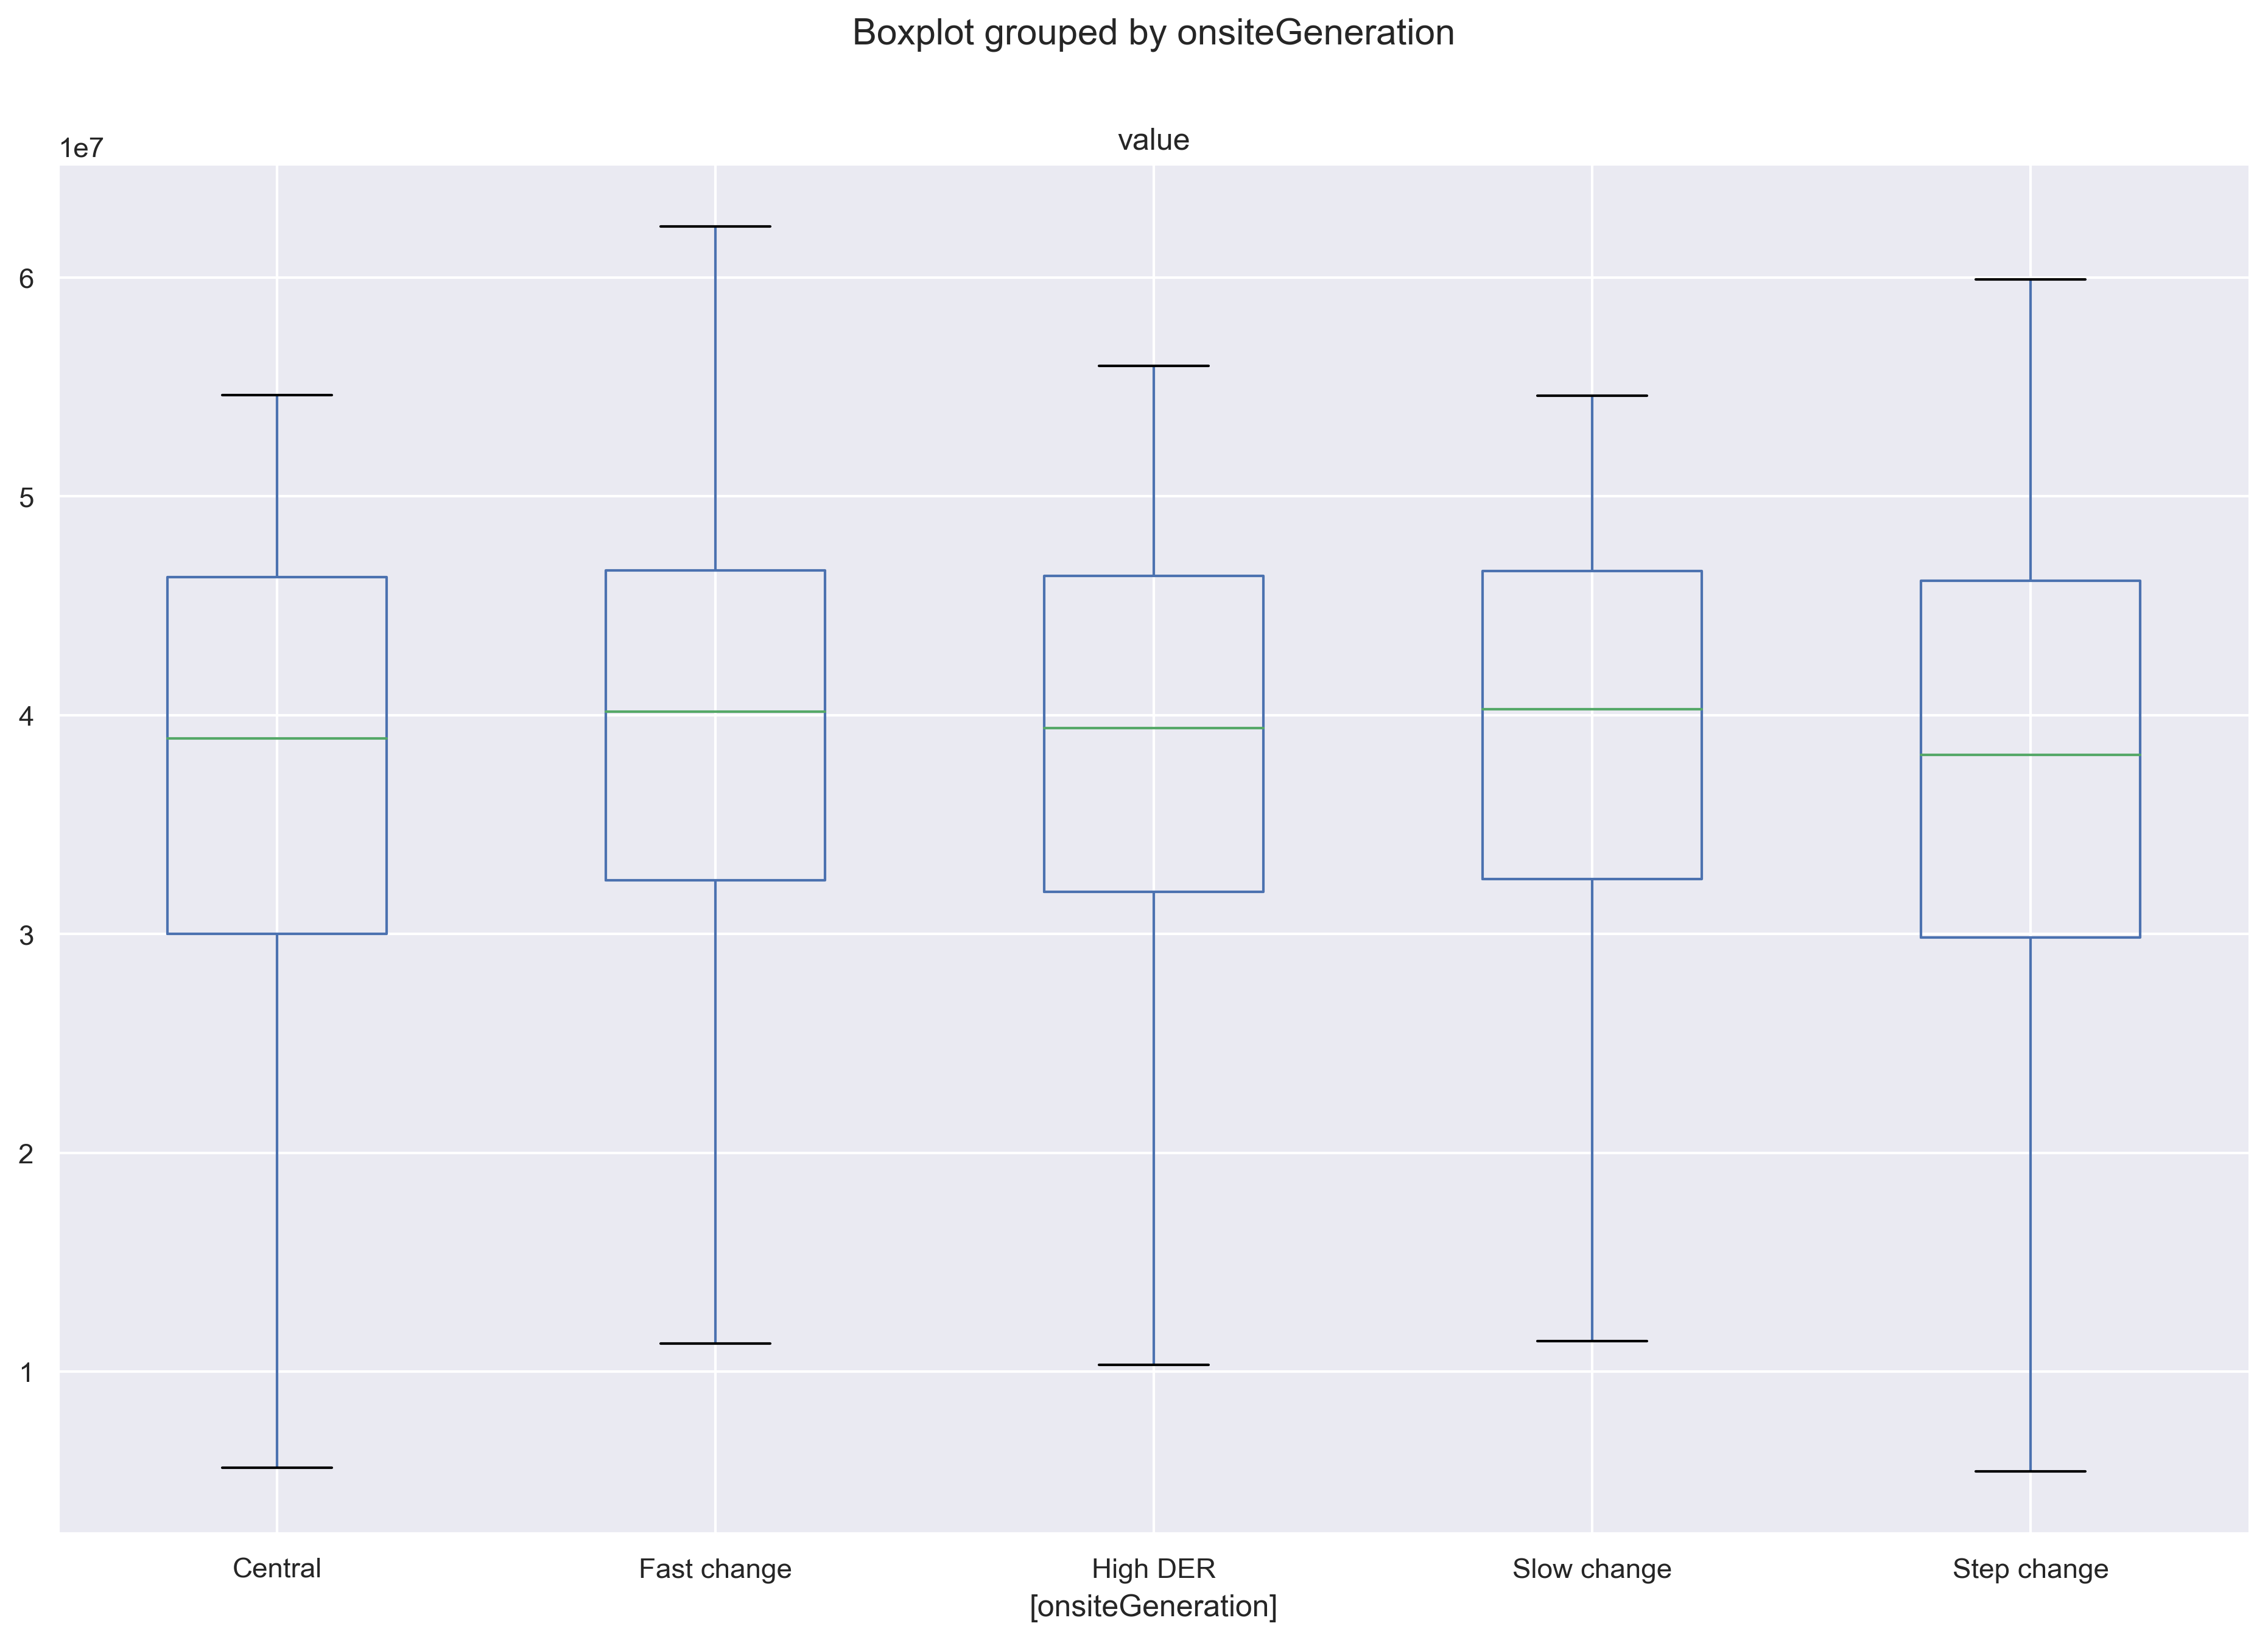 Boxplot grouped by onsiteGeneration
value
1e7
6
5
4
3
2
1
Central Fast change High DER Slow change Step change
[onsiteGeneration]